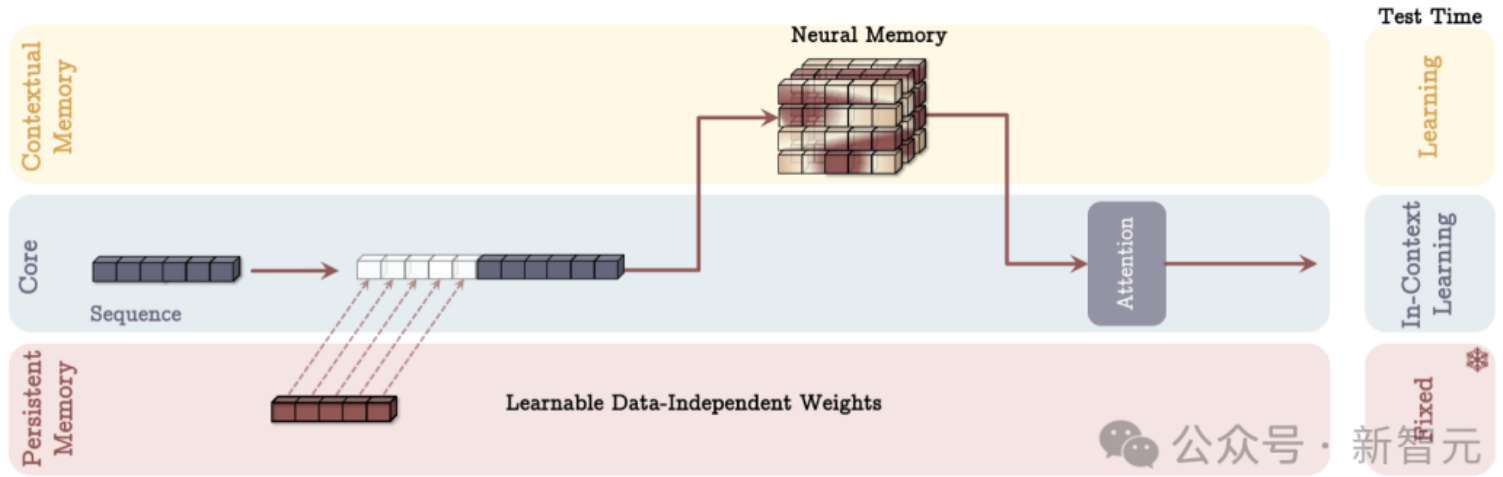 Test Time
Contextual
Memory
Neural Memory
Learning
Core
Sequence
Attention
In-Context
Learning
Persistent
Memory
Learnable Data-Independent Weights
Fixed
公众号 · 新智元